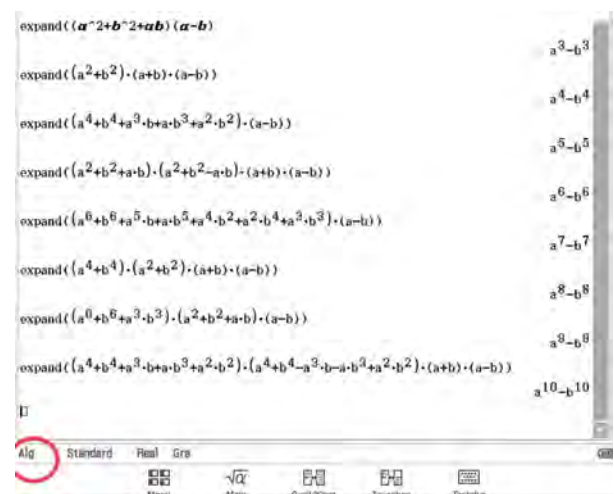 expand((a^2+b^2+ab)(a-b)
a³-b³
expand((a²+b²)·(a+b)·(a-b))
a⁴-b⁴
expand((a⁴+b⁴+a³·b+a·b³+a²·b²)·(a-b))
a⁵-b⁵
expand((a²+b²+a·b)·(a²+b²-a·b)·(a+b)·(a-b))
a⁶-b⁶
expand((a⁶+b⁶+a⁵·b+a·b⁵+a⁴·b²+a²·b⁴+a³·b³)·(a-b))
a⁷-b⁷
expand((a⁴+b⁴)·(a²+b²)·(a+b)·(a-b))
a⁸-b⁸
expand((a⁶+b⁶+a³·b³)·(a²+b²+a·b)·(a-b))
a⁹-b⁹
expand((a⁴+b⁴+a³·b+a·b³+a²·b²)·(a⁴+b⁴-a³·b-a·b³+a²·b²)·(a+b)·(a-b))
a¹⁰-b¹⁰
Alg Standard Real Gra
√α